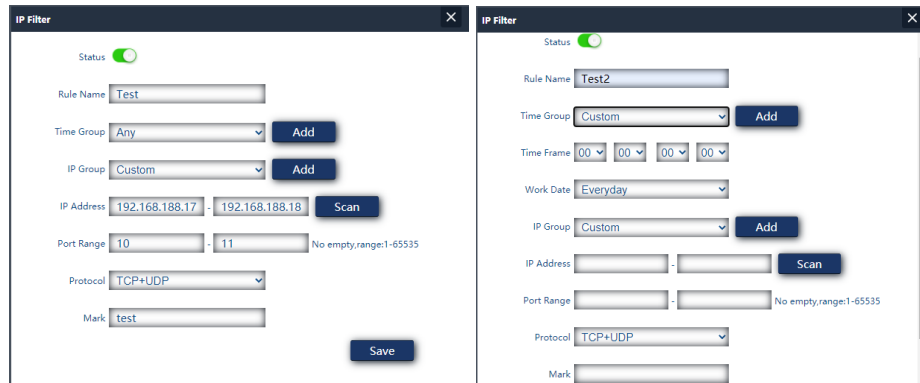 IP Filter ×
Status
Rule Name Test
Time Group Any Add
IP Group Custom Add
IP Address 192.168.188.17 - 192.168.188.18 Scan
Port Range 10 - 11 No empty,range:1-65535
Protocol TCP+UDP
Mark test
Save
IP Filter ×
Status
Rule Name Test2
Time Group Custom Add
Time Frame 00 00 00 00
Work Date Everyday
IP Group Custom Add
IP Address - Scan
Port Range - No empty,range:1-65535
Protocol TCP+UDP
Mark